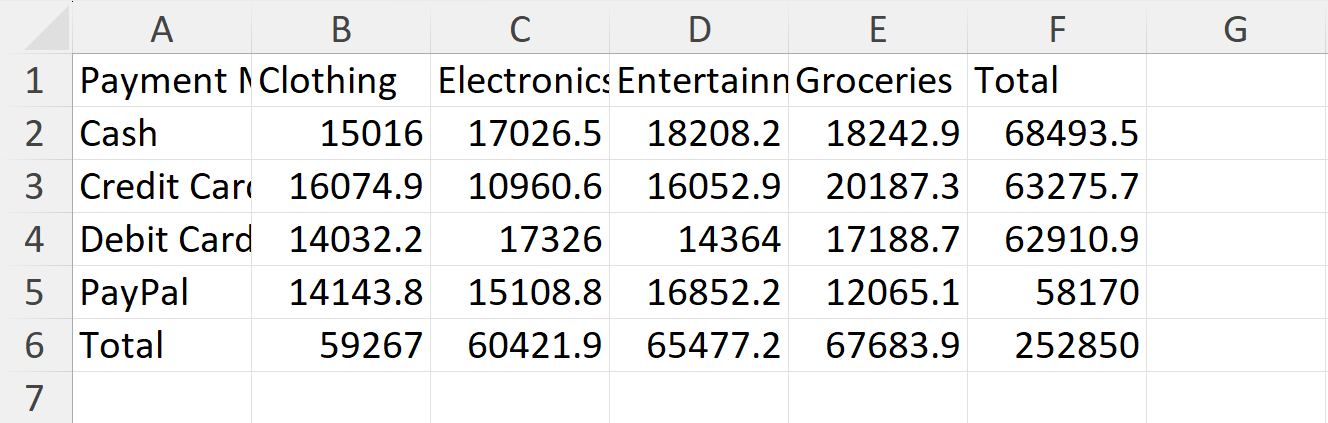 A B C D E F G
1 Payment M Clothing Electronics Entertainn Groceries Total
2 Cash 15016 17026.5 18208.2 18242.9 68493.5
3 Credit Card 16074.9 10960.6 16052.9 20187.3 63275.7
4 Debit Card 14032.2 17326 14364 17188.7 62910.9
5 PayPal 14143.8 15108.8 16852.2 12065.1 58170
6 Total 59267 60421.9 65477.2 67683.9 252850
7